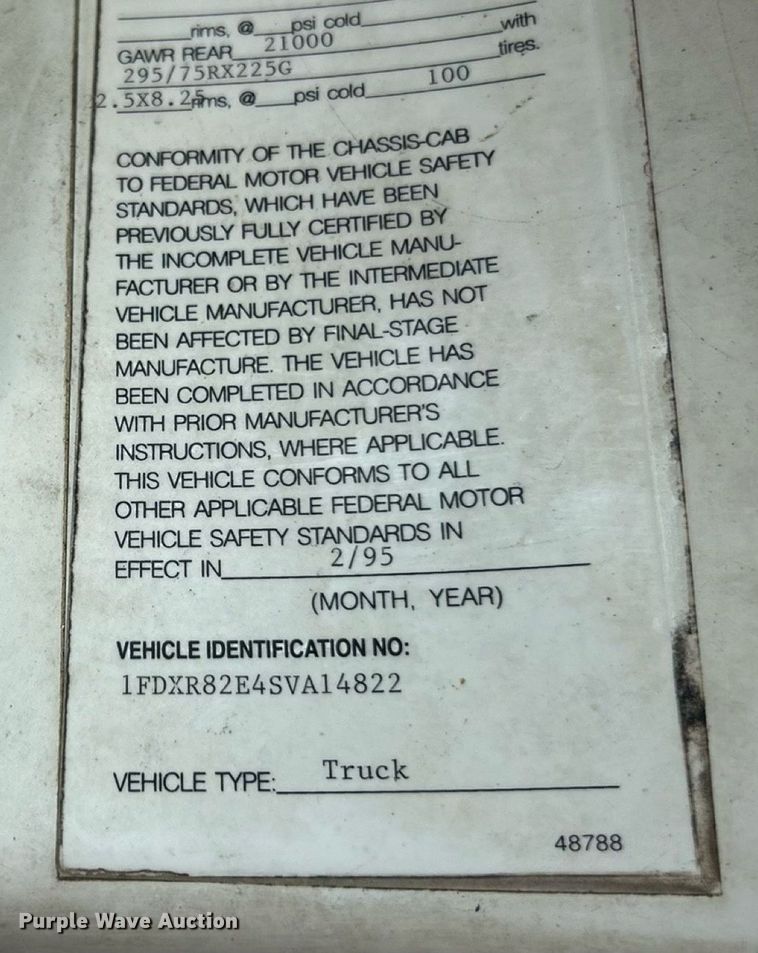 rims, @ psi cold
GAWR REAR 21000 with
295/75RX225G tires.
2.5X8.25 rims, @ psi cold 100
CONFORMITY OF THE CHASSIS-CAB
TO FEDERAL MOTOR VEHICLE SAFETY
STANDARDS, WHICH HAVE BEEN
PREVIOUSLY FULLY CERTIFIED BY
THE INCOMPLETE VEHICLE MANU-
FACTURER OR BY THE INTERMEDIATE
VEHICLE MANUFACTURER, HAS NOT
BEEN AFFECTED BY FINAL-STAGE
MANUFACTURE. THE VEHICLE HAS
BEEN COMPLETED IN ACCORDANCE
WITH PRIOR MANUFACTURER'S
INSTRUCTIONS, WHERE APPLICABLE.
THIS VEHICLE CONFORMS TO ALL
OTHER APPLICABLE FEDERAL MOTOR
VEHICLE SAFETY STANDARDS IN
EFFECT IN 2/95
(MONTH, YEAR)
VEHICLE IDENTIFICATION NO:
1FDXR82E4SVA14822
VEHICLE TYPE: Truck
48788
Purple Wave Auction